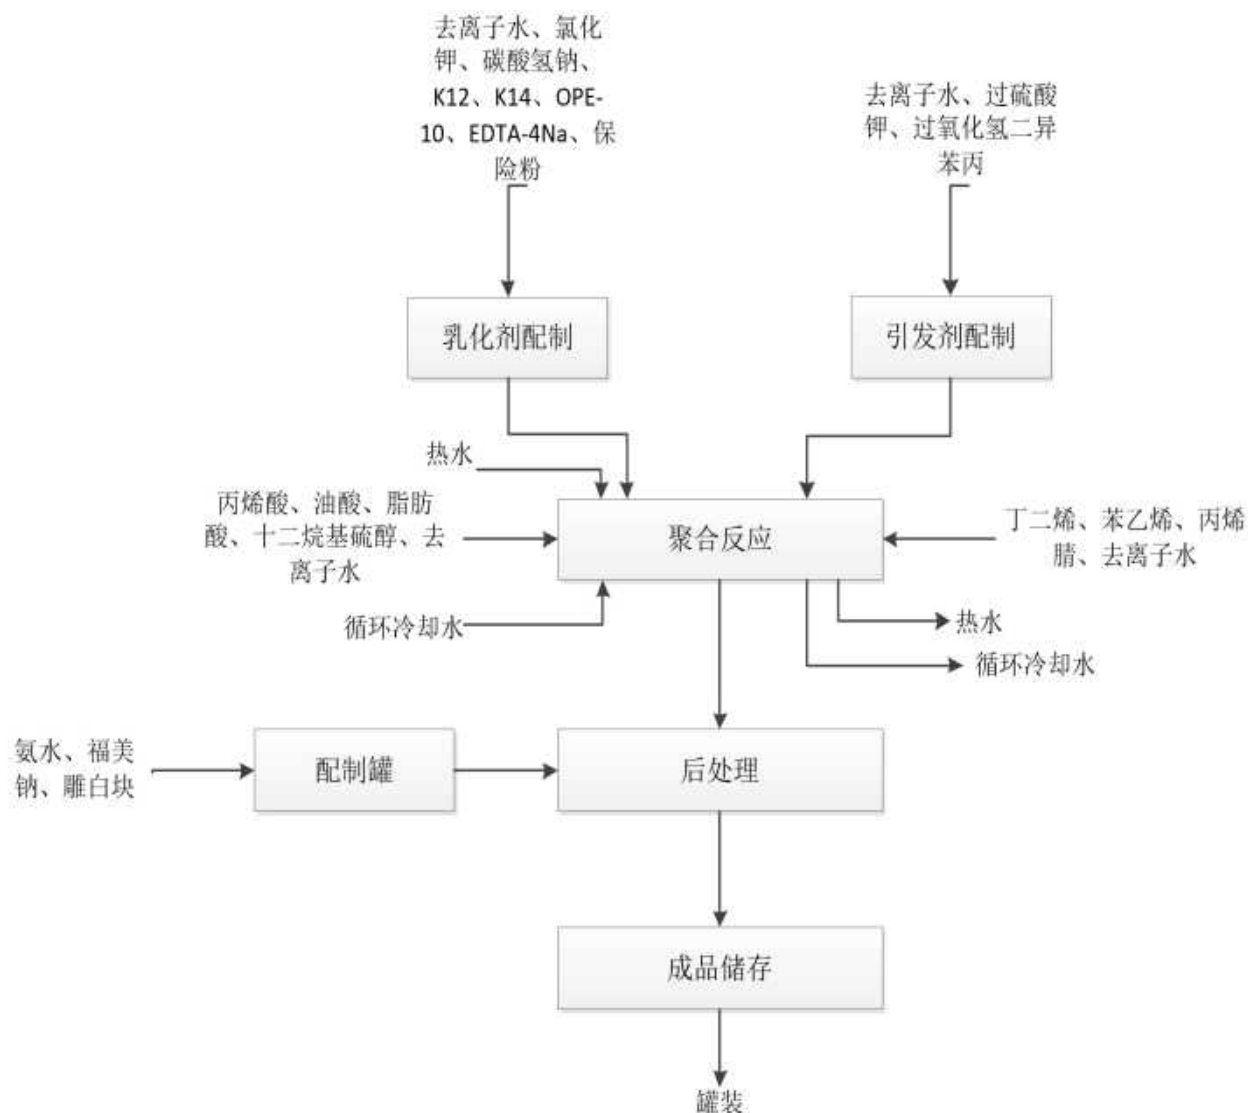 去离子水、氯化
钾、碳酸氢钠、
K12、K14、OPE-
10、EDTA-4Na、保
险粉
去离子水、过硫酸
钾、过氧化氢二异
苯丙
乳化剂配制
引发剂配制
热水
丙烯酸、油酸、脂肪
酸、十二烷基硫醇、去
离子水
聚合反应
丁二烯、苯乙烯、丙烯
腈、去离子水
循环冷却水
热水
循环冷却水
氨水、福美
钠、雕白块
配制罐
后处理
成品储存
罐装